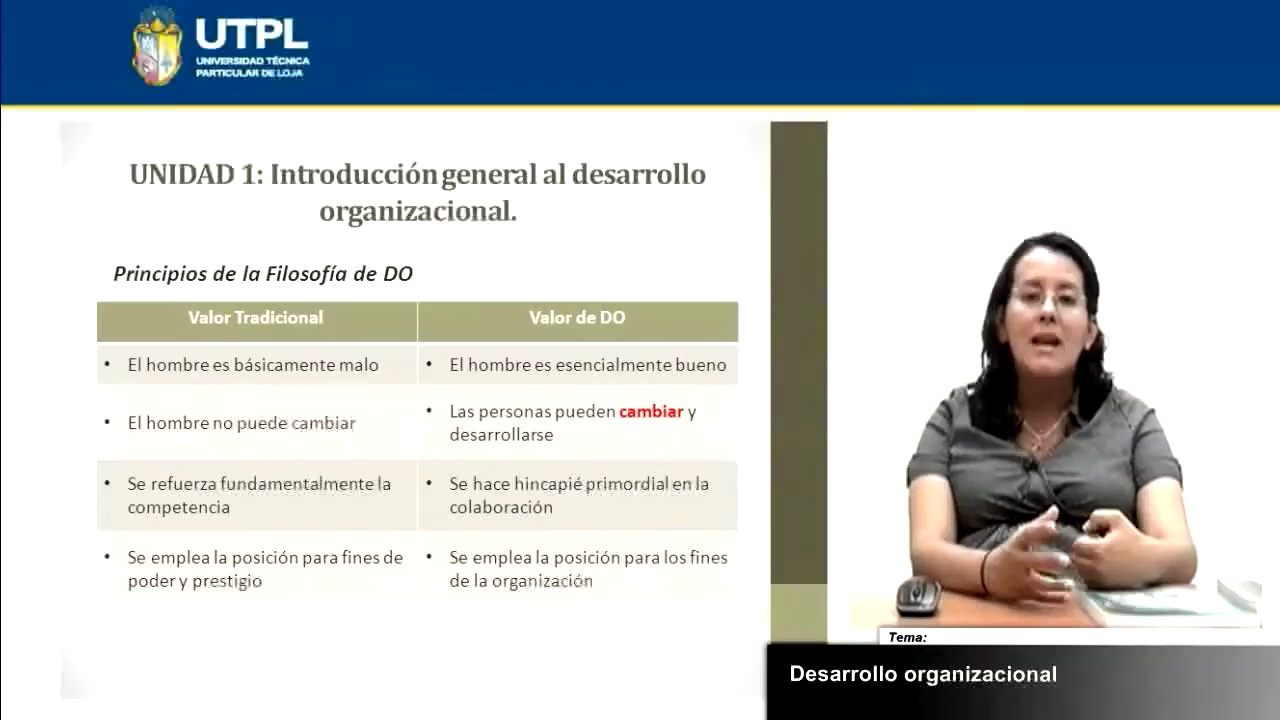 UTPL
UNIVERSIDAD TÉCNICA
PARTICULAR DE LOJA
UNIDAD 1: Introducción general al desarrollo
organizacional.
Principios de la Filosofía de DO
Valor Tradicional
Valor de DO
• El hombre es básicamente malo
• El hombre es esencialmente bueno
• El hombre no puede cambiar
• Las personas pueden cambiar y
desarrollarse
• Se refuerza fundamentalmente la
competencia
• Se hace hincapié primordial en la
colaboración
• Se emplea la posición para fines de
poder y prestigio
• Se emplea la posición para los fines
de la organización
Tema:
Desarrollo organizacional